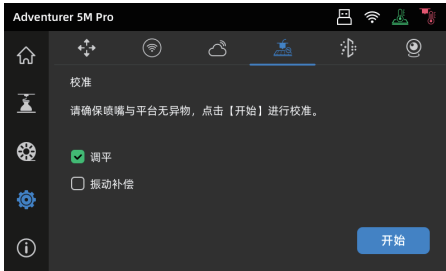 Adventurer 5M Pro
校准
请确保喷嘴与平台无异物，点击【开始】进行校准。
调平
振动补偿
开始